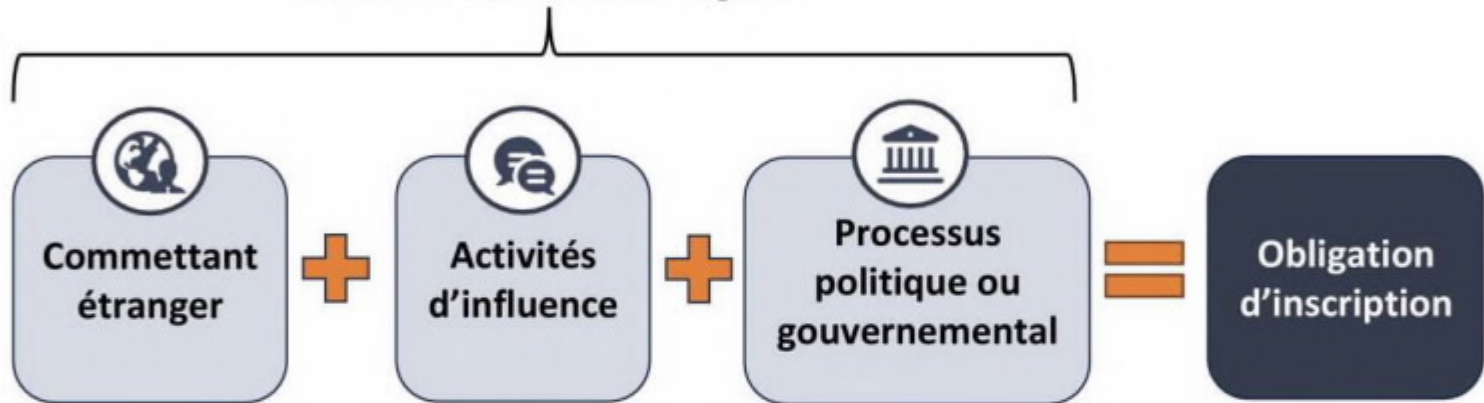 Commettant
étranger
Activités
d’influence
Processus
politique ou
gouvernemental
Obligation
d’inscription